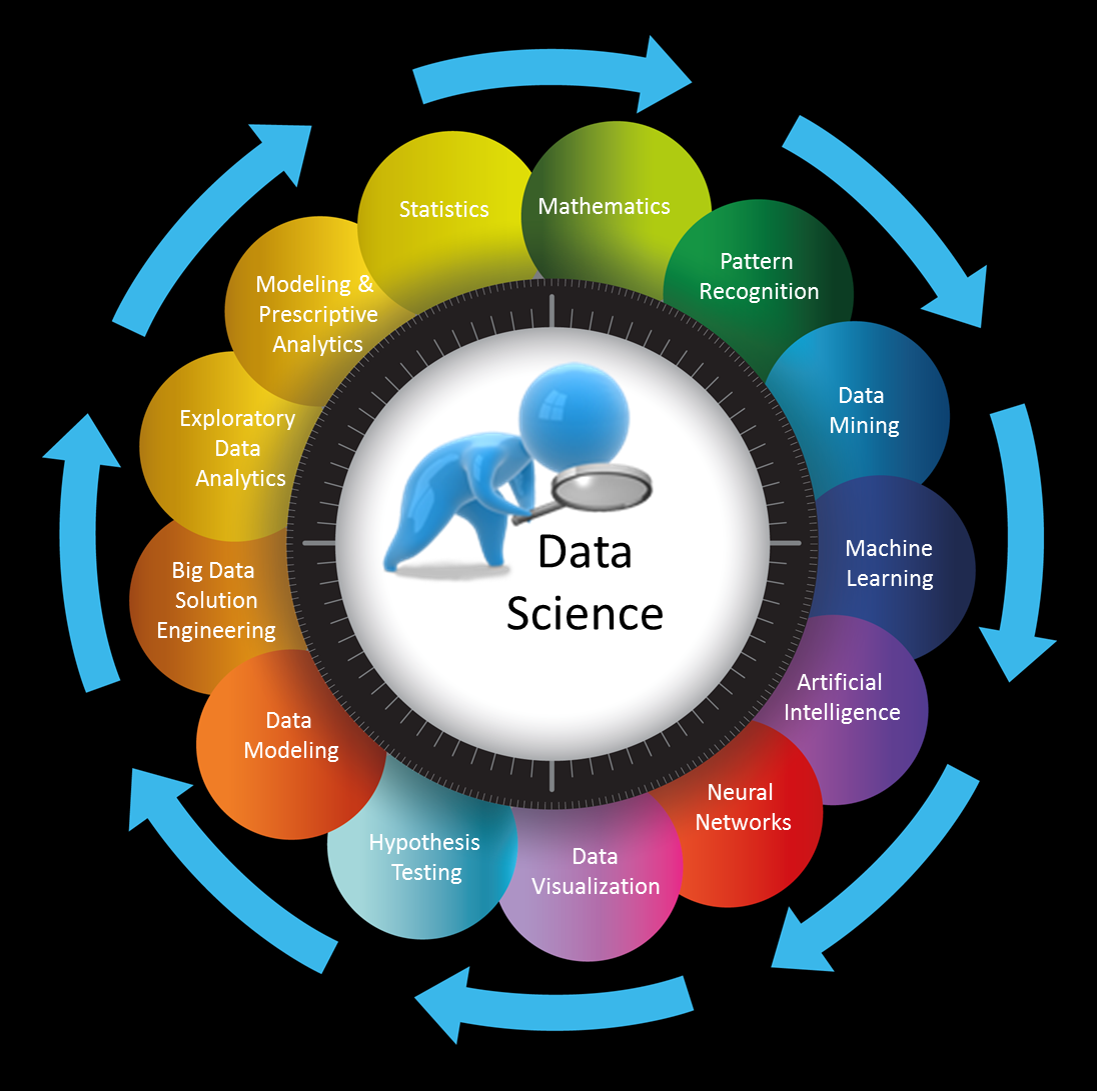 Statistics
Mathematics
Pattern
Recognition
Data
Mining
Machine
Learning
Artificial
Intelligence
Neural
Networks
Data
Visualization
Hypothesis
Testing
Data
Modeling
Big Data
Solution
Engineering
Exploratory
Data
Analytics
Modeling &
Prescriptive
Analytics
Data
Science